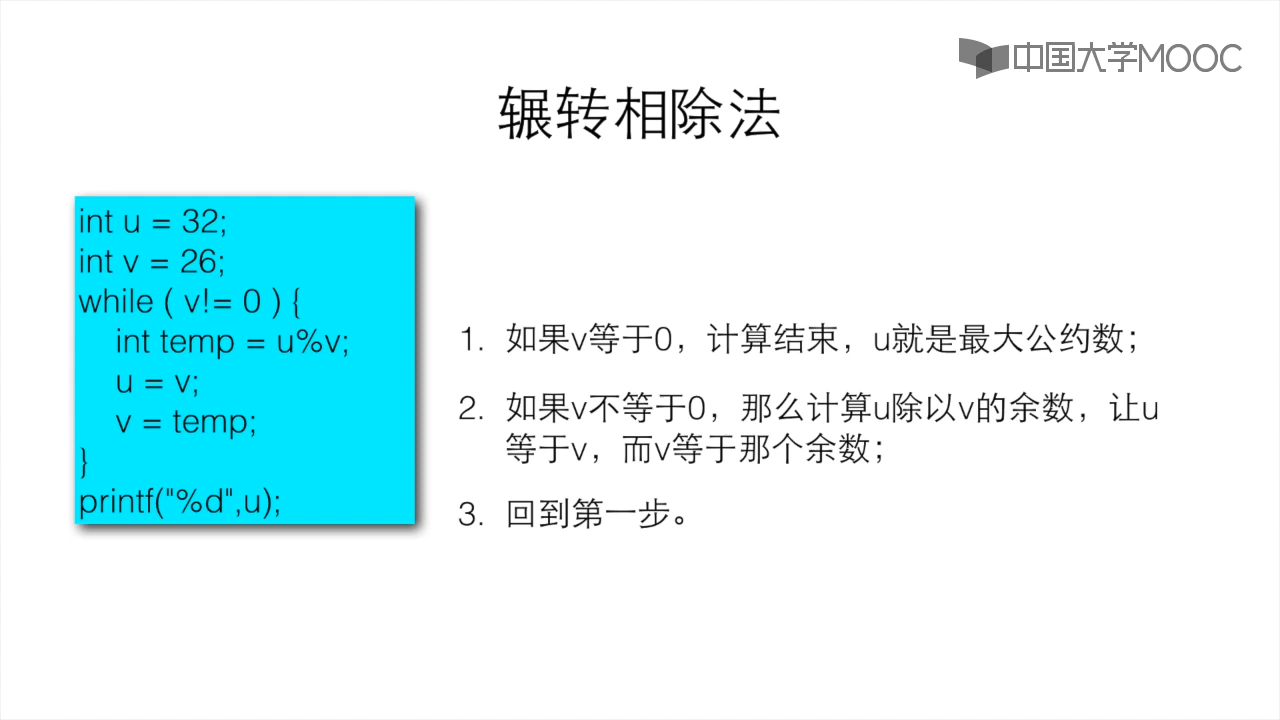 中国大学MOOC
辗转相除法
int u = 32;
int v = 26;
while ( v!= 0 ) {
int temp = u%v;
u = v;
v = temp;
}
printf("%d",u);
1. 如果v等于0，计算结束，u就是最大公约数；
2. 如果v不等于0，那么计算u除以v的余数，让u
等于v，而v等于那个余数；
3. 回到第一步。